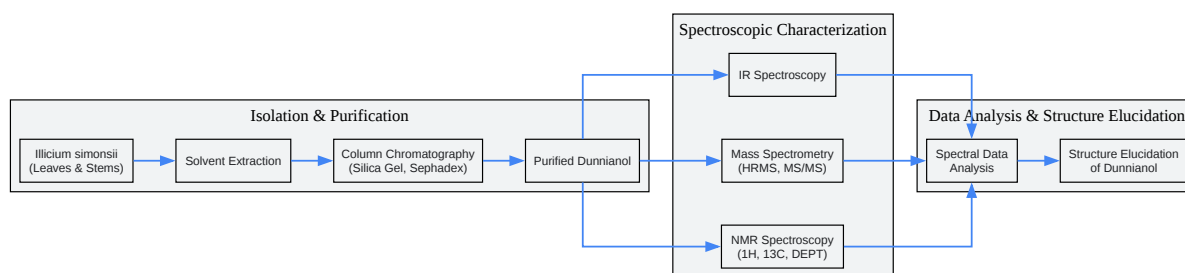 Spectroscopic Characterization
IR Spectroscopy
Isolation & Purification
Data Analysis & Structure Elucidation
Illicium simonsii
(Leaves & Stems)
Solvent Extraction
Column Chromatography
(Silica Gel, Sephadex)
Purified Dunnianol
Mass Spectrometry
(HRMS, MS/MS)
Spectral Data
Analysis
Structure Elucidation
of Dunnianol
NMR Spectroscopy
(1H, 13C, DEPT)